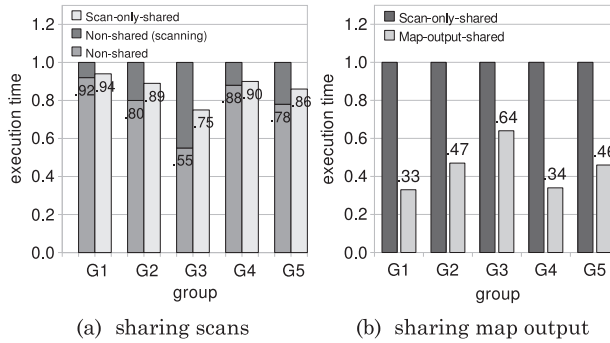 Scan-only-shared
Non-shared (scanning)
Non-shared
execution time
1.2
1.0
0.8
0.6
0.4
0.2
0.0
.92
.94
.80
.89
.55
.75
.88
.90
.78
.86
G1 G2 G3 G4 G5
group
(a) sharing scans
Scan-only-shared
Map-output-shared
execution time
1.2
1.0
0.8
0.6
0.4
0.2
0.0
.33
.47
.64
.34
.46
G1 G2 G3 G4 G5
group
(b) sharing map output